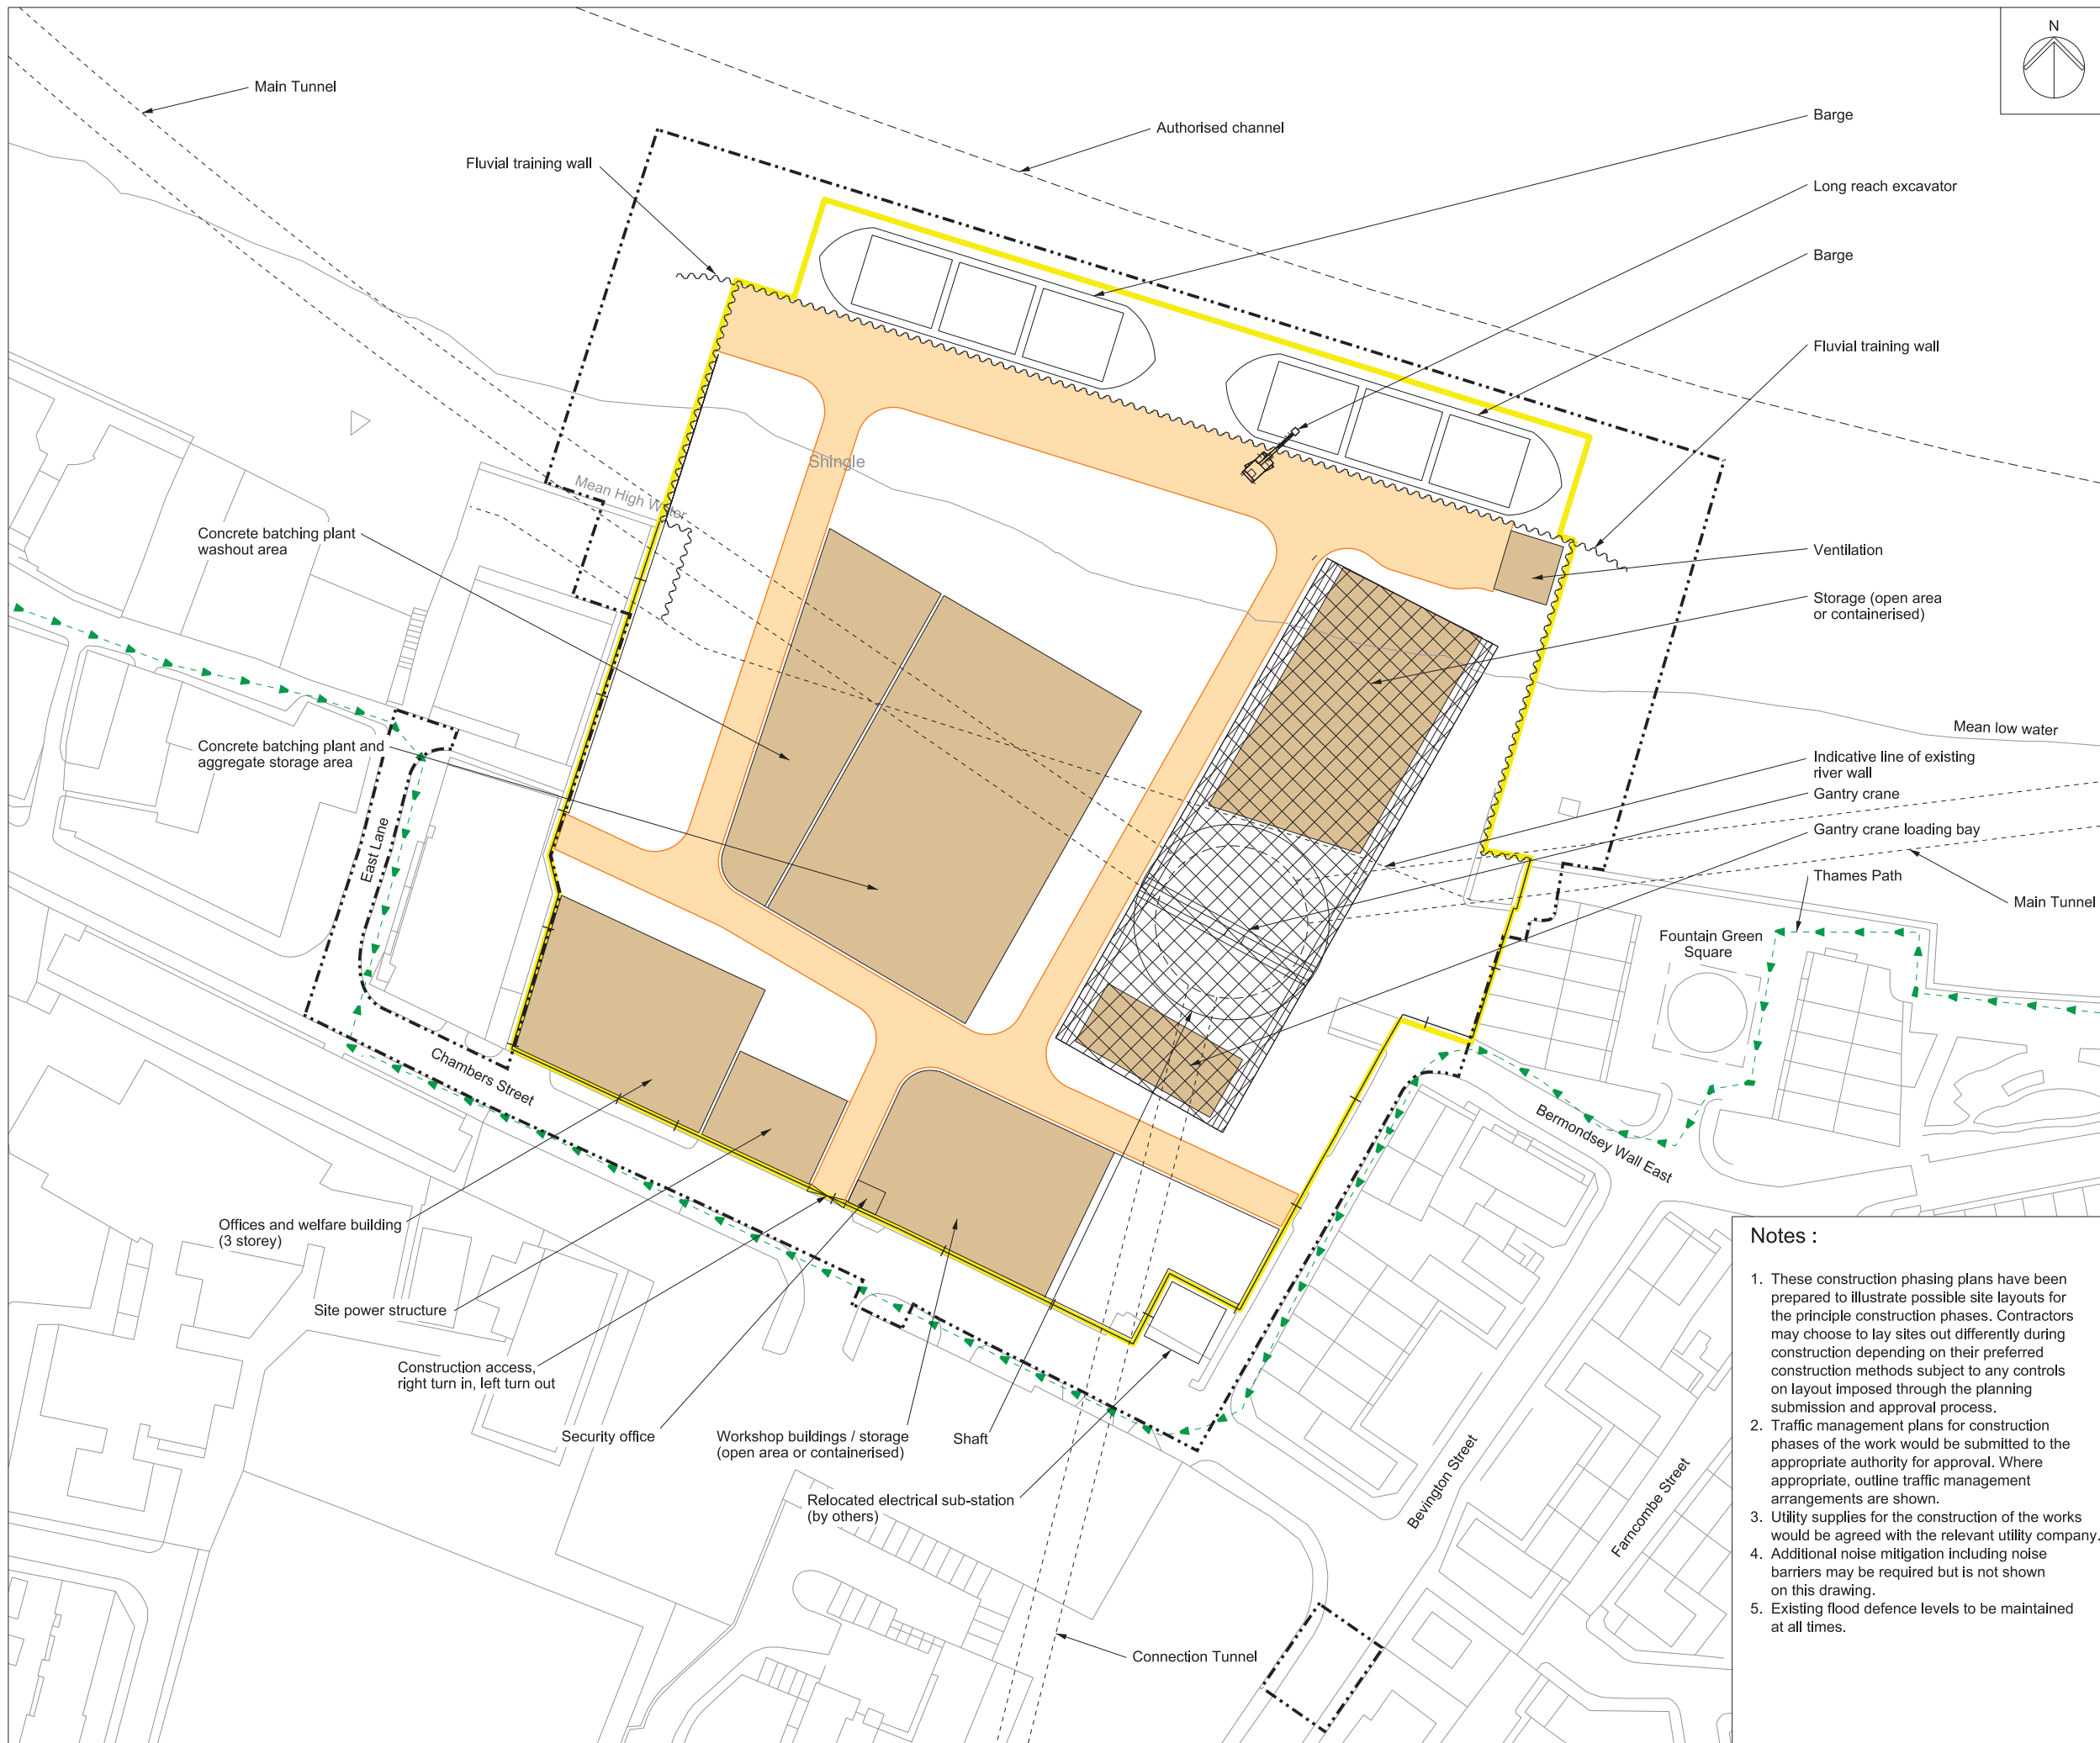 N
Main Tunnel
Authorised channel
Barge
Fluvial training wall
Long reach excavator
Barge
Fluvial training wall
Shingle
Mean High Water
Concrete batching plant
washout area
Ventilation
Storage (open area
or containerised)
Mean low water
Concrete batching plant and
aggregate storage area
Indicative line of existing
river wall
Gantry crane
Gantry crane loading bay
East Lane
Thames Path
Main Tunnel
Fountain Green
Square
Chambers Street
Bermondsey Wall East
Offices and welfare building
(3 storey)
Site power structure
Construction access,
right turn in, left turn out
Security office
Workshop buildings / storage
(open area or containerised)
Shaft
Relocated electrical sub-station
(by others)
Bevington Street
Farncombe Street
Connection Tunnel
Notes :
1. These construction phasing plans have been
prepared to illustrate possible site layouts for
the principle construction phases. Contractors
may choose to lay sites out differently during
construction depending on their preferred
construction methods subject to any controls
on layout imposed through the planning
submission and approval process.
2. Traffic management plans for construction
phases of the work would be submitted to the
appropriate authority for approval. Where
appropriate, outline traffic management
arrangements are shown.
3. Utility supplies for the construction of the works
would be agreed with the relevant utility company.
4. Additional noise mitigation including noise
barriers may be required but is not shown
on this drawing.
5. Existing flood defence levels to be maintained
at all times.